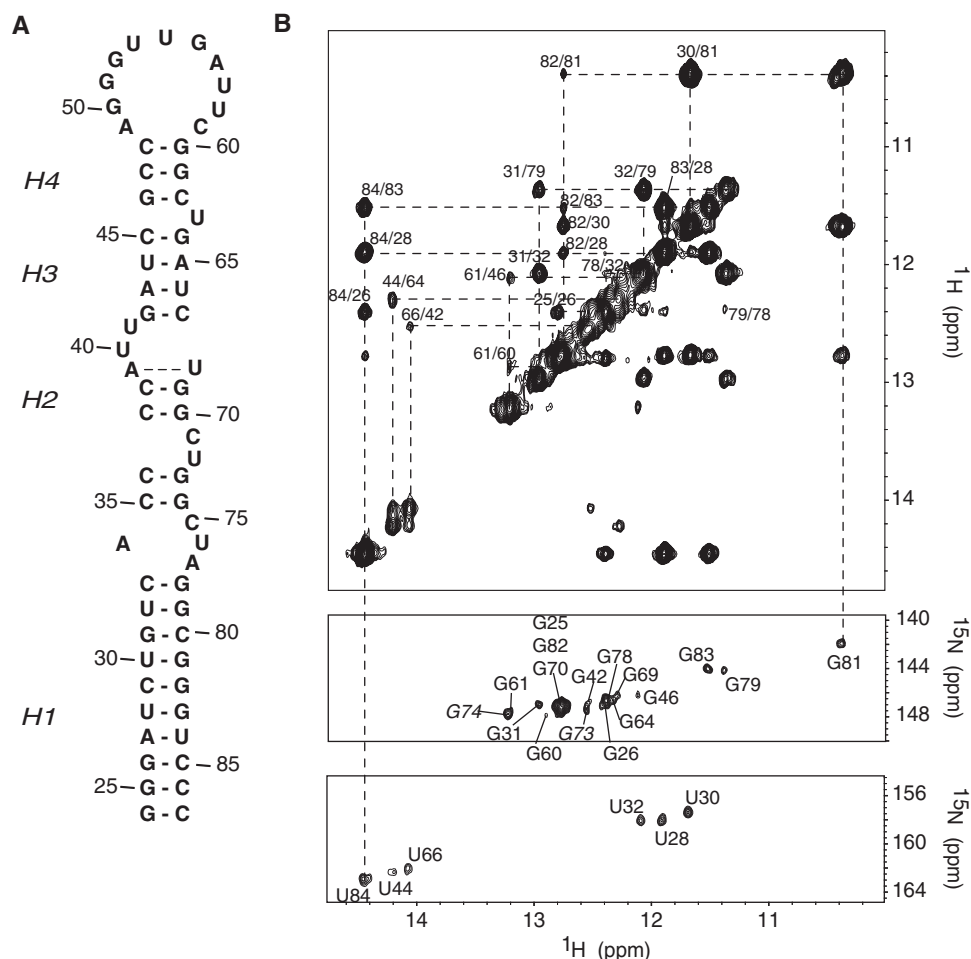 A
B
U U
G G
G A
G U
50 G U
A C
C - G 60
C - G
H4
G - C
U
45 C - G
U - A 65
H3
A - U
G - C
U
40 U
A --- U
C - G
H2
C - G 70
C
U
C - G
35 C - G
C 75
A U
A
C - G
U - G
G - C 80
30 U - G
C - G
H1
U - G
A - U
G - C 85
25 G - C
G - C
82/81
30/81
31/79
32/79
83/28
84/83
82/83
82/30
84/28
82/28
31/32
78/32
61/46
44/64
84/26
66/42
25/26
79/78
61/60
11
12
13
14
1H (ppm)
G25
G82
G70
G42
G78
G69
G83
G81
G79
G61
G74
G46
G31
G64
G60
G73
G26
140
144
148
15N (ppm)
U32
U30
U28
U66
U84
U44
156
160
164
15N (ppm)
14
13
12
11
1H (ppm)